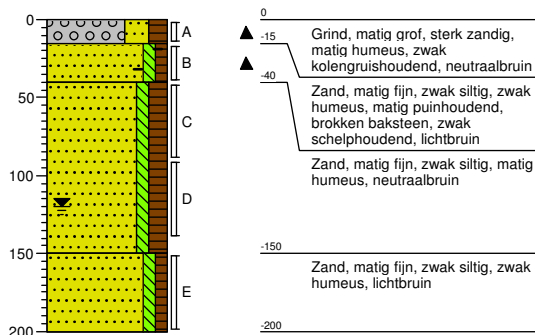 0
50
100
150
200
A
B
C
D
E
0
Grind, matig grof, sterk zandig,
-15
matig humeus, zwak
kolengruishoudend, neutraalbruin
-40
Zand, matig fijn, zwak siltig, zwak
humeus, matig puinhoudend,
brokken baksteen, zwak
schelphoudend, lichtbruin
Zand, matig fijn, zwak siltig, matig
humeus, neutraalbruin
-150
Zand, matig fijn, zwak siltig, zwak
humeus, lichtbruin
-200